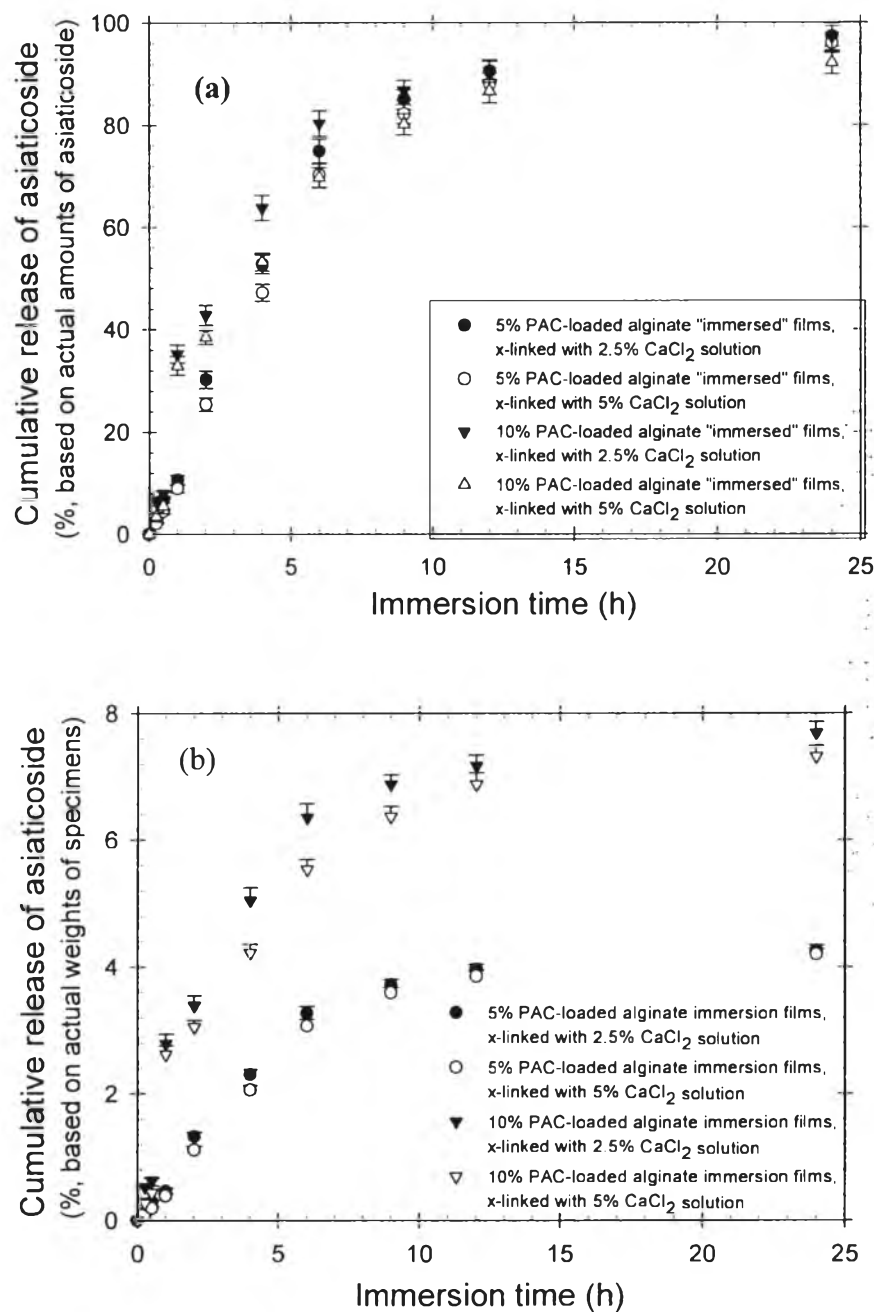 (a)
Cumulative release of asiaticoside
(%, based on actual amounts of asiaticoside)
100
80
60
40
20
0
5% PAC-loaded alginate "immersed" films,
x-linked with 2.5% CaCl2 solution
5% PAC-loaded alginate "immersed" films,
x-linked with 5% CaCl2 solution
10% PAC-loaded alginate "immersed" films,
x-linked with 2.5% CaCl2 solution
10% PAC-loaded alginate "immersed" films,
x-linked with 5% CaCl2 solution
0 5 10 15 20 25
Immersion time (h)
(b)
Cumulative release of asiaticoside
(%, based on actual weights of specimens)
8
6
4
2
0
5% PAC-loaded alginate immersion films,
x-linked with 2.5% CaCl2 solution
5% PAC-loaded alginate immersion films,
x-linked with 5% CaCl2 solution
10% PAC-loaded alginate immersion films,
x-linked with 2.5% CaCl2 solution
10% PAC-loaded alginate immersion films,
x-linked with 5% CaCl2 solution
0 5 10 15 20 25
Immersion time (h)